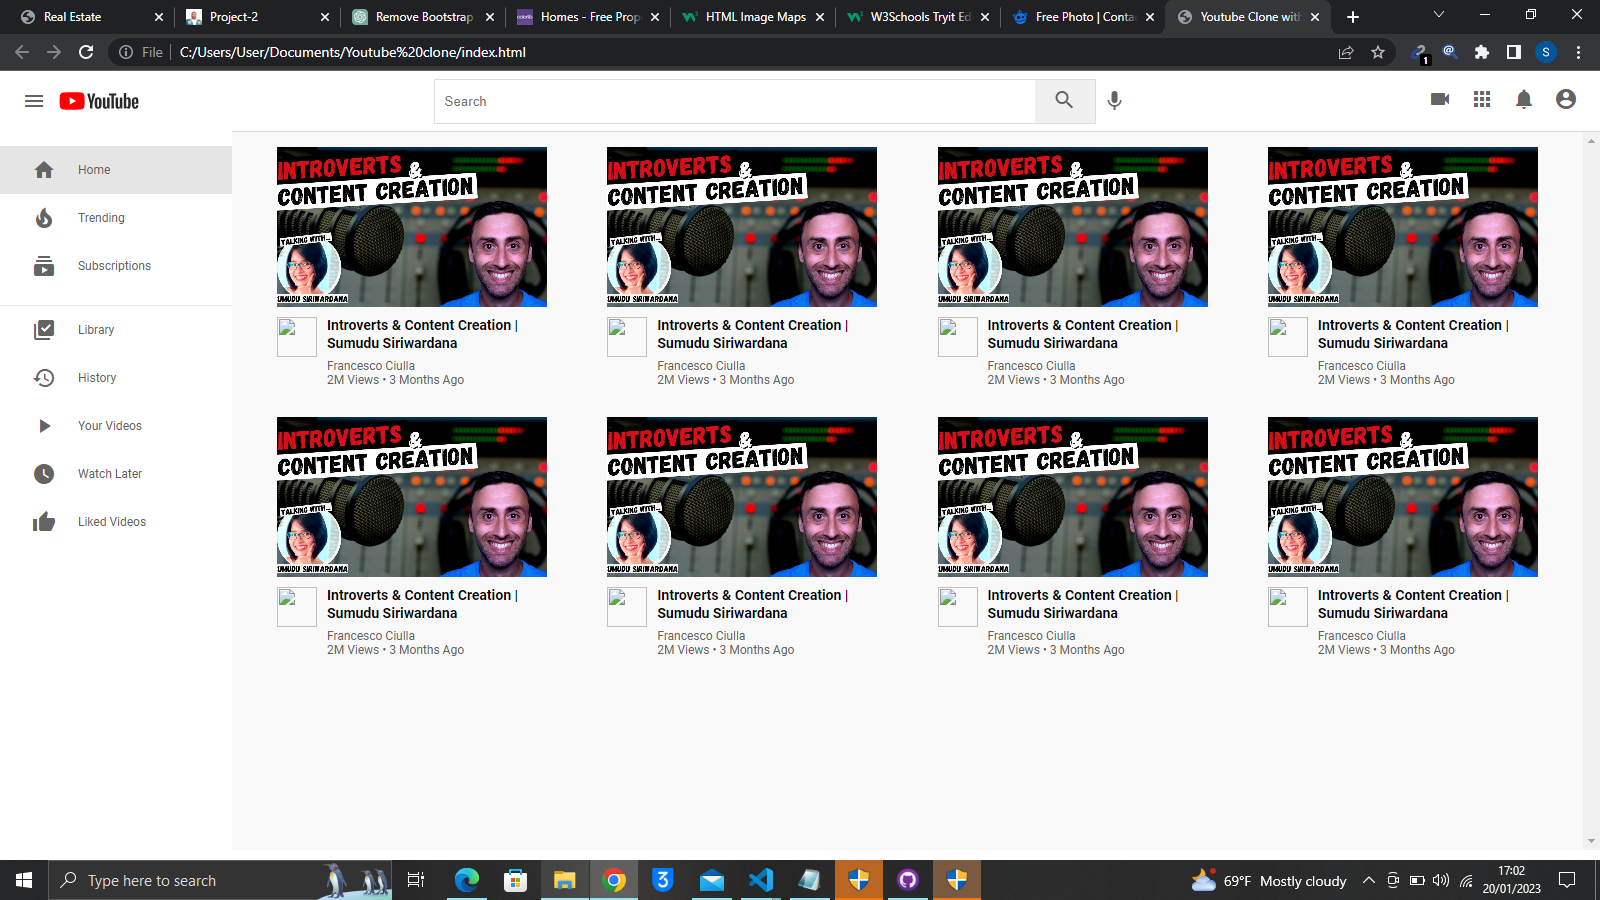 Real Estate
Project-2
Remove Bootstrap
Homes - Free Prop
HTML Image Maps
W3Schools Tryit Ed
Free Photo | Conta
Youtube Clone with
File
C:/Users/User/Documents/Youtube%20clone/index.html
1
S
YouTube
Search
Home
Trending
Subscriptions
Library
History
Your Videos
Watch Later
Liked Videos
INTROVERTS &
CONTENT CREATION
TALKING WITH...
SUMUDU SIRIWARDANA
INTROVERTS &
CONTENT CREATION
TALKING WITH...
SUMUDU SIRIWARDANA
INTROVERTS &
CONTENT CREATION
TALKING WITH...
SUMUDU SIRIWARDANA
INTROVERTS &
CONTENT CREATION
TALKING WITH...
SUMUDU SIRIWARDANA
Introverts & Content Creation |
Sumudu Siriwardana
Francesco Ciulla
2M Views • 3 Months Ago
Introverts & Content Creation |
Sumudu Siriwardana
Francesco Ciulla
2M Views • 3 Months Ago
Introverts & Content Creation |
Sumudu Siriwardana
Francesco Ciulla
2M Views • 3 Months Ago
Introverts & Content Creation |
Sumudu Siriwardana
Francesco Ciulla
2M Views • 3 Months Ago
INTROVERTS &
CONTENT CREATION
TALKING WITH...
SUMUDU SIRIWARDANA
INTROVERTS &
CONTENT CREATION
TALKING WITH...
SUMUDU SIRIWARDANA
INTROVERTS &
CONTENT CREATION
TALKING WITH...
SUMUDU SIRIWARDANA
INTROVERTS &
CONTENT CREATION
TALKING WITH...
SUMUDU SIRIWARDANA
Introverts & Content Creation |
Sumudu Siriwardana
Francesco Ciulla
2M Views • 3 Months Ago
Introverts & Content Creation |
Sumudu Siriwardana
Francesco Ciulla
2M Views • 3 Months Ago
Introverts & Content Creation |
Sumudu Siriwardana
Francesco Ciulla
2M Views • 3 Months Ago
Introverts & Content Creation |
Sumudu Siriwardana
Francesco Ciulla
2M Views • 3 Months Ago
Type here to search
3
69°F Mostly cloudy
17:02
20/01/2023